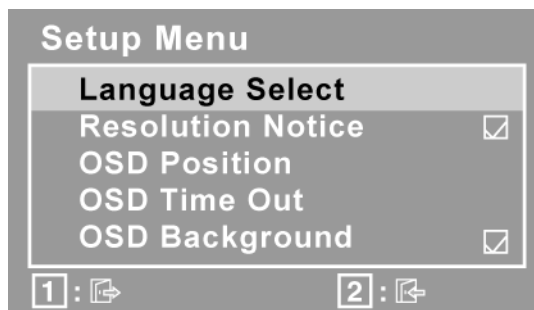 Setup Menu
Language Select
Resolution Notice
OSD Position
OSD Time Out
OSD Background
1 : 2 :